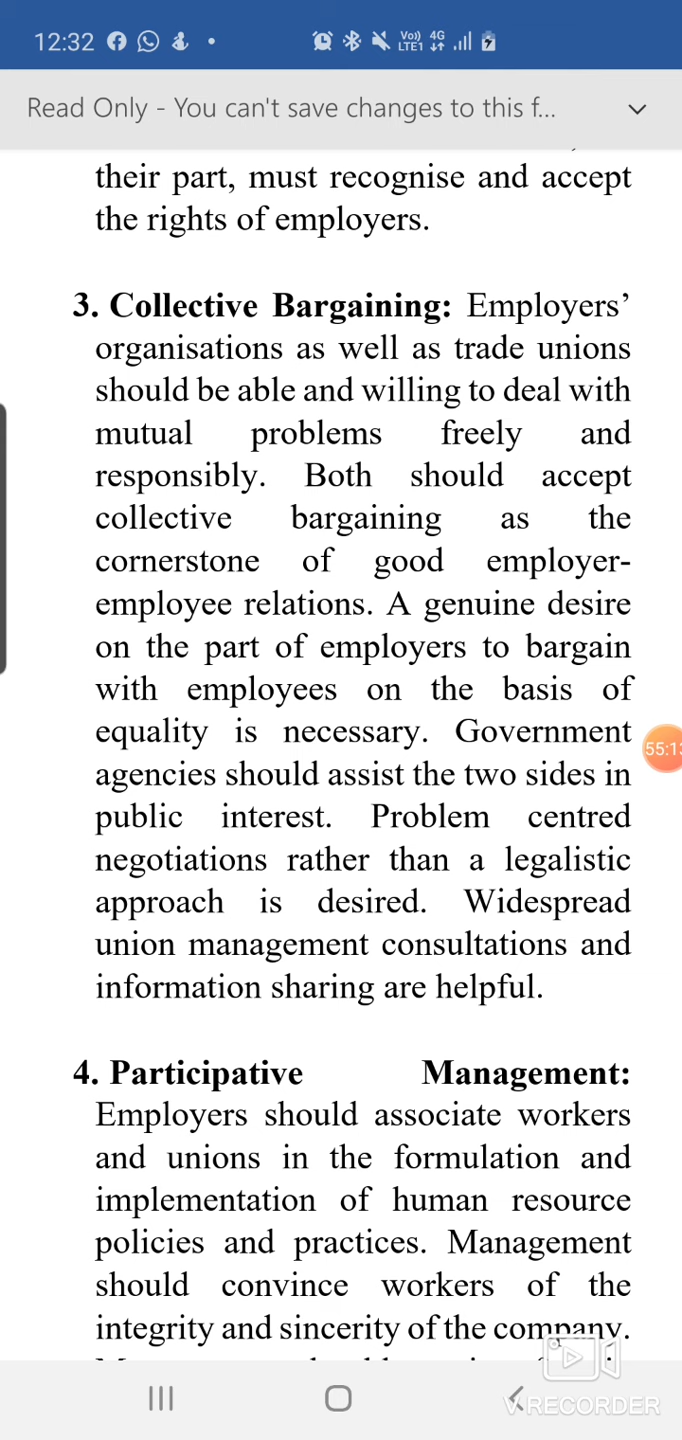 12:32
Vo)) 4G
LTE1
Read Only - You can't save changes to this f...
their part, must recognise and accept
the rights of employers.
3. Collective Bargaining: Employers’
organisations as well as trade unions
should be able and willing to deal with
mutual problems freely and
responsibly. Both should accept
collective bargaining as the
cornerstone of good employer-
employee relations. A genuine desire
on the part of employers to bargain
with employees on the basis of
equality is necessary. Government
agencies should assist the two sides in
public interest. Problem centred
negotiations rather than a legalistic
approach is desired. Widespread
union management consultations and
information sharing are helpful.
4. Participative Management:
Employers should associate workers
and unions in the formulation and
implementation of human resource
policies and practices. Management
should convince workers of the
integrity and sincerity of the company.
V RECORDER